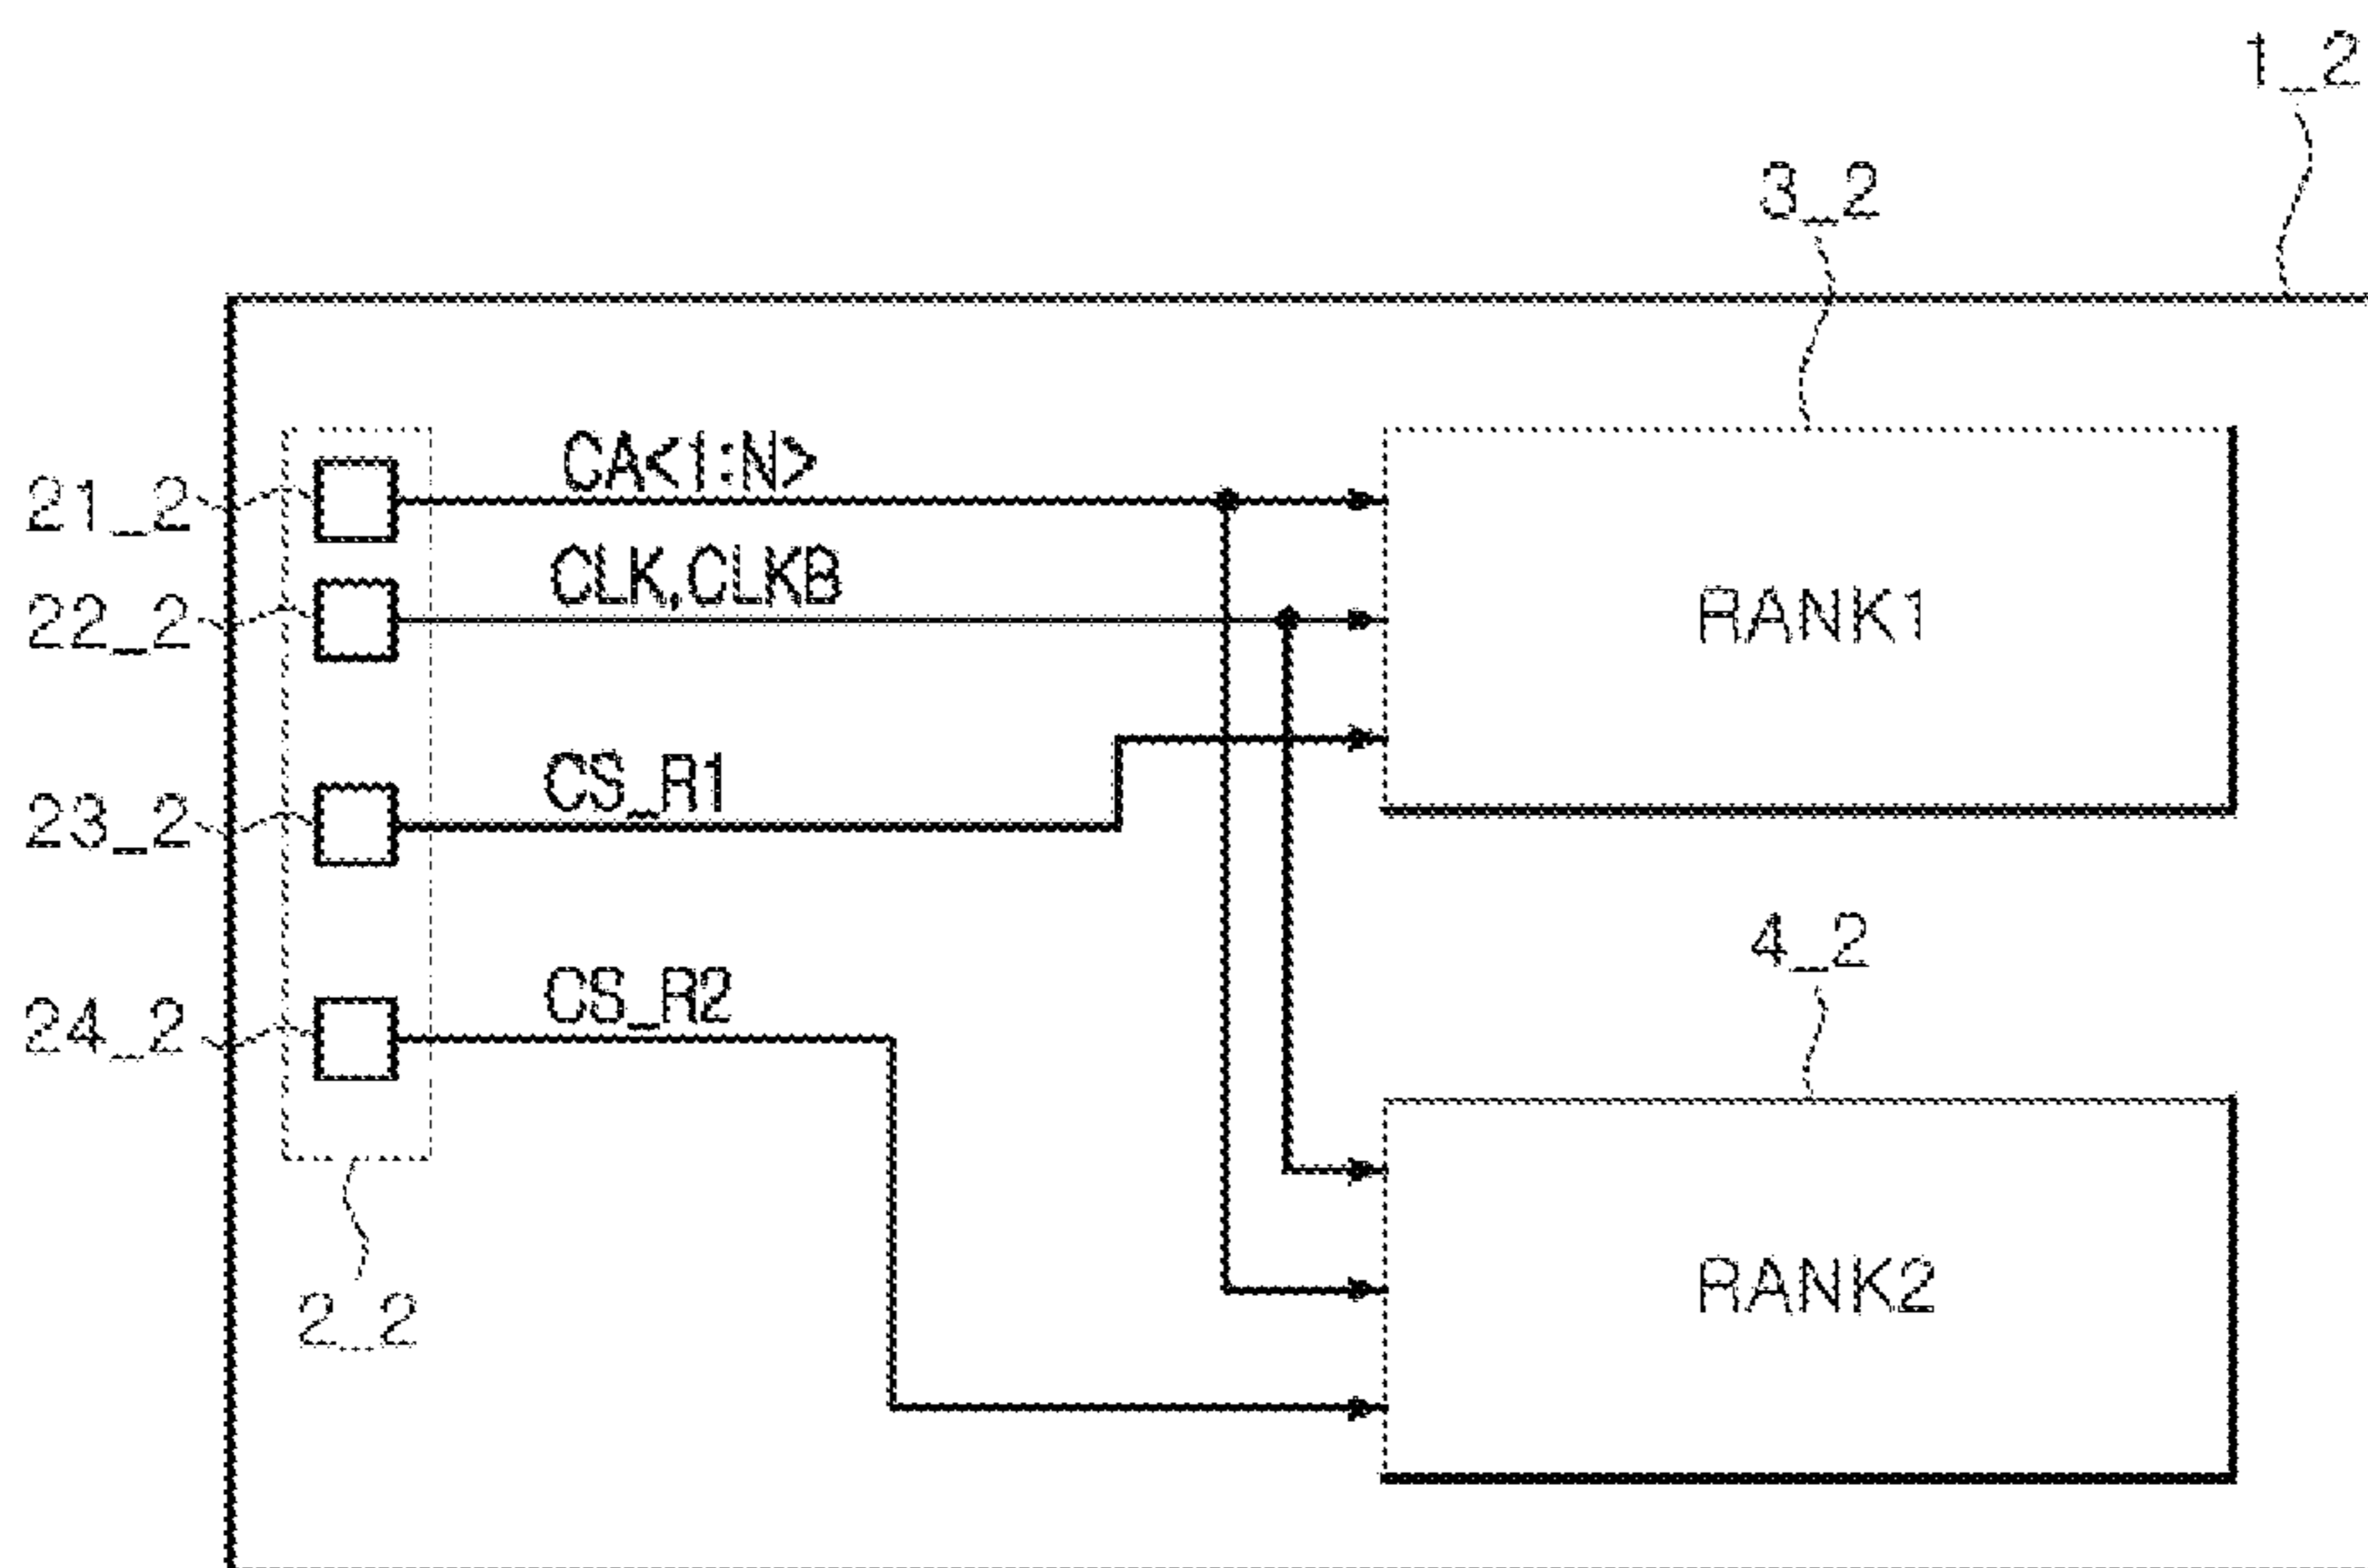 1_2
3_2
CA<1:N>
21_2
CLK,CLKB
22_2
RANK1
CS_R1
23_2
4_2
CS_R2
24_2
RANK2
2_2